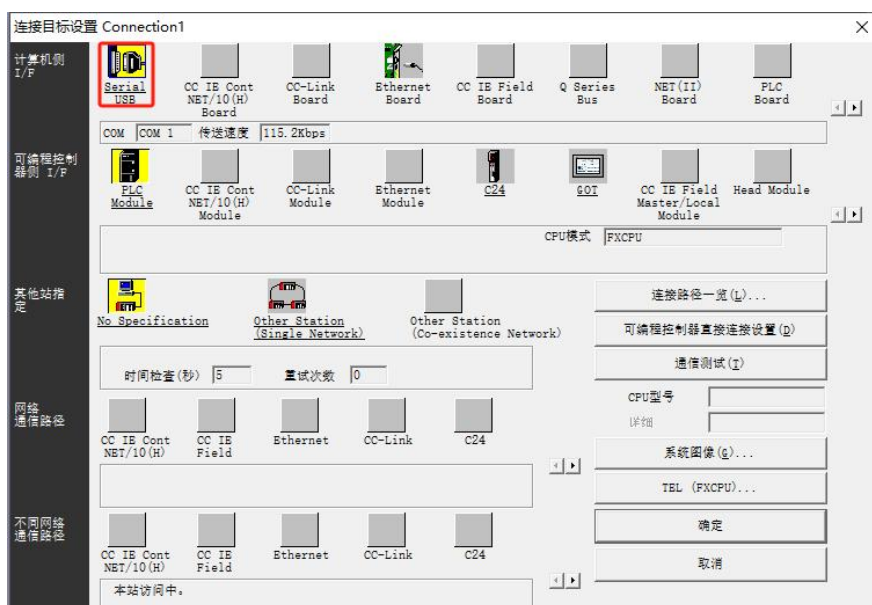 连接目标设置 Connection1
计算机侧
I/F
Serial
USB
CC IE Cont
NET/10(H)
Board
CC-Link
Board
Ethernet
Board
CC IE Field
Board
Q Series
Bus
NET(II)
Board
PLC
Board
COM COM 1 传送速度 115.2Kbps
可编程控制
器侧 I/F
PLC
Module
CC IE Cont
NET/10(H)
Module
CC-Link
Module
Ethernet
Module
C24
GOT
CC IE Field
Master/Local
Module
Head Module
CPU模式 FXCPU
其他站指
定
No Specification
Other Station
(Single Network)
Other Station
(Co-existence Network)
时间检查(秒) 5 重试次数 0
连接路径一览(L)...
可编程控制器直接连接设置(D)
通信测试(T)
CPU型号
详细
系统图像(G)...
TEL (FXCPU)...
确定
取消
网络
通信路径
CC IE Cont
NET/10(H)
CC IE
Field
Ethernet
CC-Link
C24
不同网络
通信路径
CC IE Cont
NET/10(H)
CC IE
Field
Ethernet
CC-Link
C24
本站访问中。